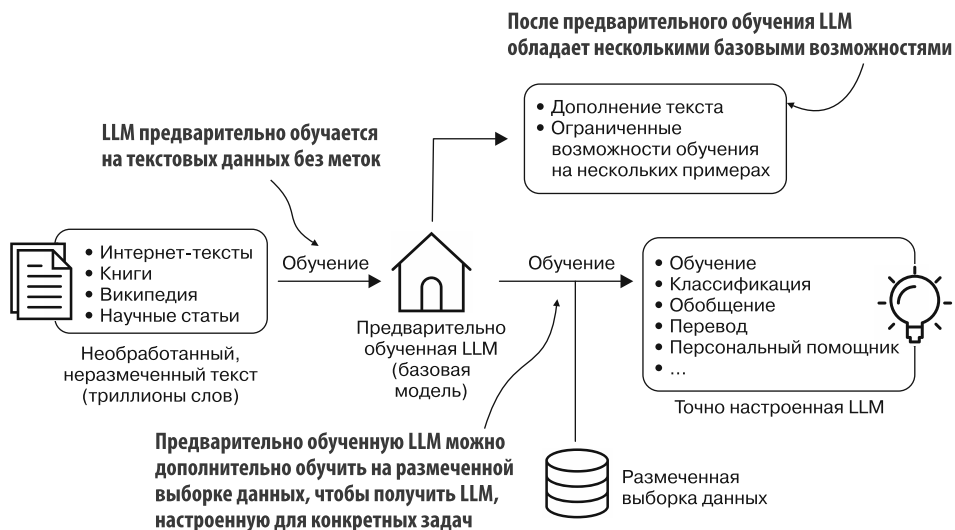 После предварительного обучения LLM
обладает несколькими базовыми возможностями
• Дополнение текста
• Ограниченные
возможности обучения
на нескольких примерах
LLM предварительно обучается
на текстовых данных без меток
• Интернет-тексты
• Книги
• Википедия
• Научные статьи
Необработанный,
неразмеченный текст
(триллионы слов)
Обучение
Предварительно
обученная LLM
(базовая
модель)
Обучение
• Обучение
• Классификация
• Обобщение
• Перевод
• Персональный помощник
• ...
Точно настроенная LLM
Предварительно обученную LLM можно
дополнительно обучить на размеченной
выборке данных, чтобы получить LLM,
настроенную для конкретных задач
Размеченная
выборка данных